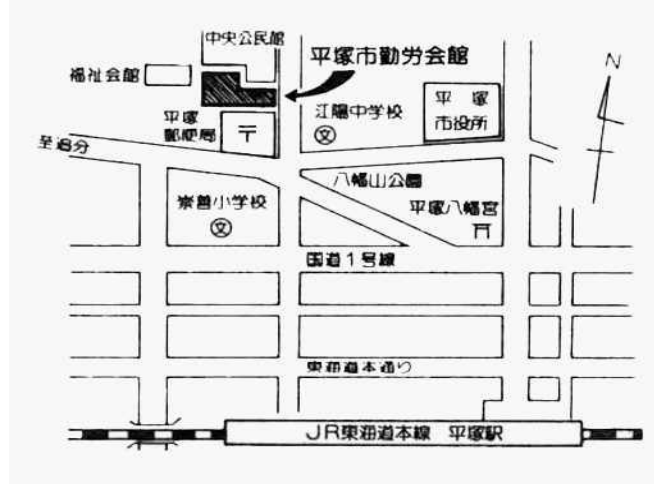 中央公民館
平塚市勤労会館
福祉会館
N
平塚
郵便局
〒
江陽中学校
文
平塚
市役所
至追分
八幡山公園
崇善小学校
文
平塚八幡宮
国道1号線
東海道本通り
JR東海道本線 平塚駅